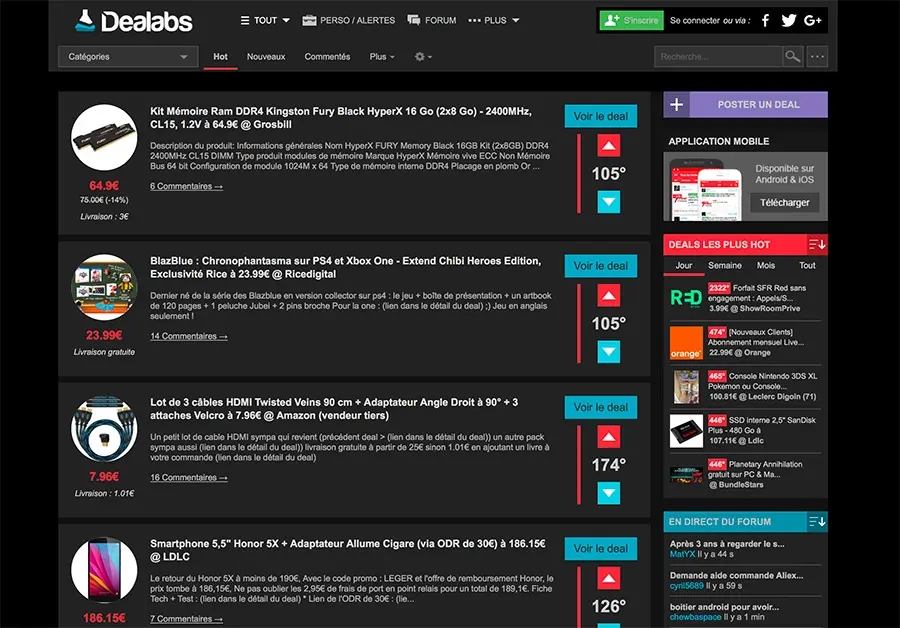 Dealabs
TOUT
PERSO / ALERTES
FORUM
PLUS
S'inscrire
Se connecter ou via :
Catégories
Hot
Nouveaux
Commentés
Plus
Recherche...
Kit Mémoire Ram DDR4 Kingston Fury Black HyperX 16 Go (2x8 Go) - 2400MHz,
CL15, 1.2V à 64.9€ @ Grosbill
Description du produit: Informations générales Nom HyperX FURY Memory Black 16GB Kit (2x8GB) DDR4
2400MHz CL15 DIMM Type produit modules de mémoire Marque HyperX Mémoire vive ECC Non Mémoire
Bus 64 bit Configuration de module 1024M x 64 Type de mémoire interne DDR4 Placage en plomb Or ...
6 Commentaires →
64.9€
75.00€ (-14%)
Livraison : 3€
Voir le deal
105°
BlazBlue : Chronophantasma sur PS4 et Xbox One - Extend Chibi Heroes Edition,
Exclusivité Rice à 23.99€ @ Ricedigital
Dernier né de la série des Blazblue en version collector sur ps4 : le jeu + boîte de présentation + un artbook
de 120 pages + 1 peluche Jubei + 2 pins broche Pour la one : (lien dans le détail du deal) ;) Jeu en anglais
seulement !
14 Commentaires →
23.99€
Livraison gratuite
Voir le deal
105°
Lot de 3 câbles HDMI Twisted Veins 90 cm + Adaptateur Angle Droit à 90° + 3
attaches Velcro à 7.96€ @ Amazon (vendeur tiers)
Un petit lot de cable HDMI sympa qui revient (précédent deal > (lien dans le détail du deal)) un autre pack
sympa aussi (lien dans le détail du deal)) livraison gratuite à partir de 25€ sinon 1.01€ en ajoutant un livre à
votre commande (lien dans le détail du deal)
16 Commentaires →
7.96€
Livraison : 1.01€
Voir le deal
174°
Smartphone 5,5" Honor 5X + Adaptateur Allume Cigare (via ODR de 30€) à 186.15€
@ LDLC
Le retour du Honor 5X à moins de 190€, Avec le code promo : LEGER et l'offre de remboursement Honor, le
prix tombe à 186,15€, Ne pas oublier les 2,95€ de frais de port en point relais pour un total de 189,1€. Fiche
Tech + Test : (lien dans le détail du deal) * Lien de l'ODR de 30€ : (lie...
7 Commentaires →
186.15€
Voir le deal
126°
+ POSTER UN DEAL
APPLICATION MOBILE
Disponible sur
Android & iOS
Télécharger
DEALS LES PLUS HOT
Jour
Semaine
Mois
Tout
RED
2322° Forfait SFR Red sans
engagement : Appels/S...
3.99€ @ ShowRoomPrive
orange
474° [Nouveaux Clients]
Abonnement mensuel Live...
22.99€ @ Orange
465° Console Nintendo 3DS XL
Pokemon ou Console...
100.81€ @ Leclerc Digoin (71)
446° SSD interne 2,5" SanDisk
Plus - 480 Go à
107.11€ @ Ldlc
446° Planetary Annihilation
gratuit sur PC & Ma...
@ BundleStars
EN DIRECT DU FORUM
Après 3 ans à regarder le s...
MatYX Il y a 44 s
Demande aide commande Aliex...
cyril5689 Il y a 59 s
boitier android pour avoir...
chewbaspace Il y a 1 min